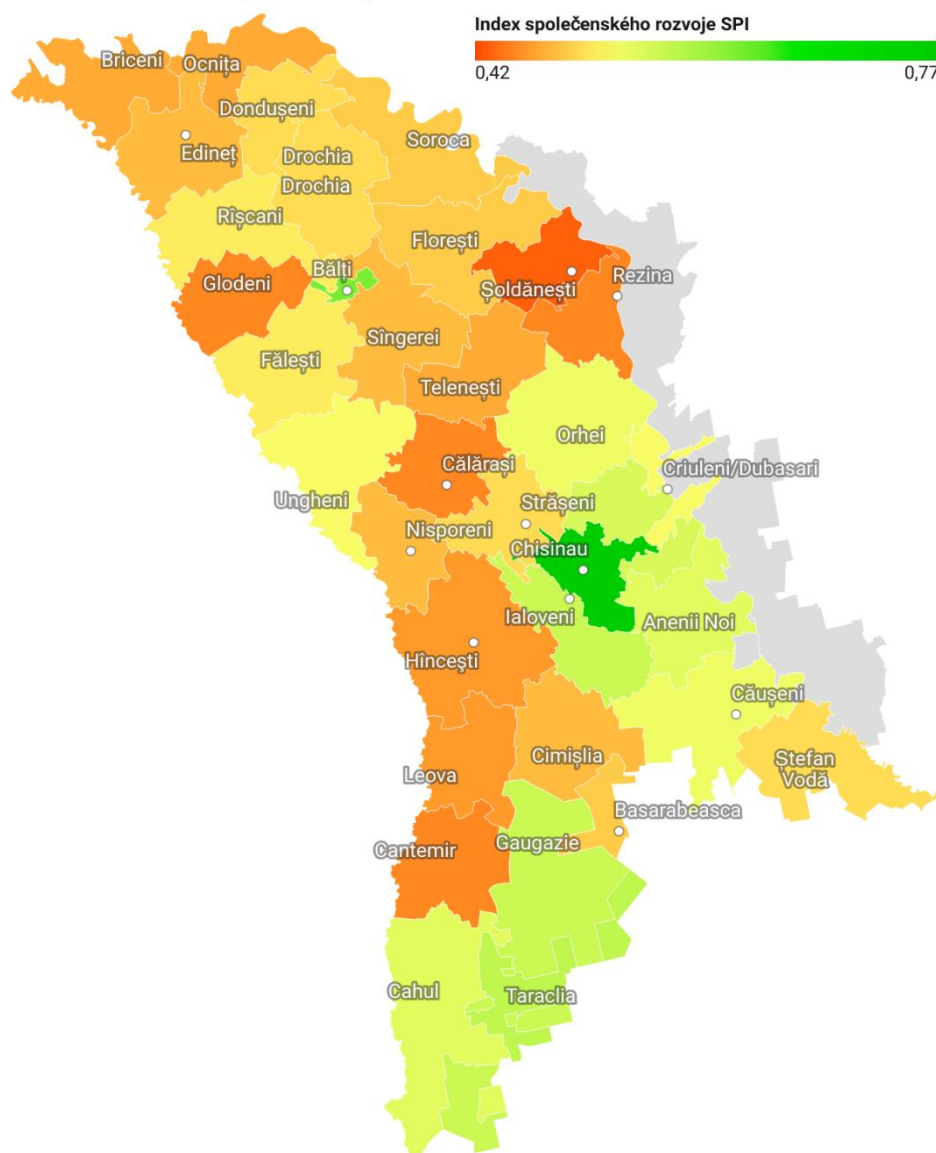 Index společenského rozvoje SPI
0,42
0,77
Briceni
Ocnița
Dondușeni
Soroca
Edineț
Drochia
Drochia
Rîșcani
Florești
Bălți
Glodeni
Rezina
Șoldănești
Sîngerei
Fălești
Telenești
Orhei
Călărași
Criuleni/Dubasari
Ungheni
Strășeni
Nisporeni
Chisinau
Ialoveni
Anenii Noi
Hînceşti
Căușeni
Cimișlia
Ștefan
Vodă
Leova
Basarabeasca
Gaugazie
Cantemir
Cahul
Taraclia